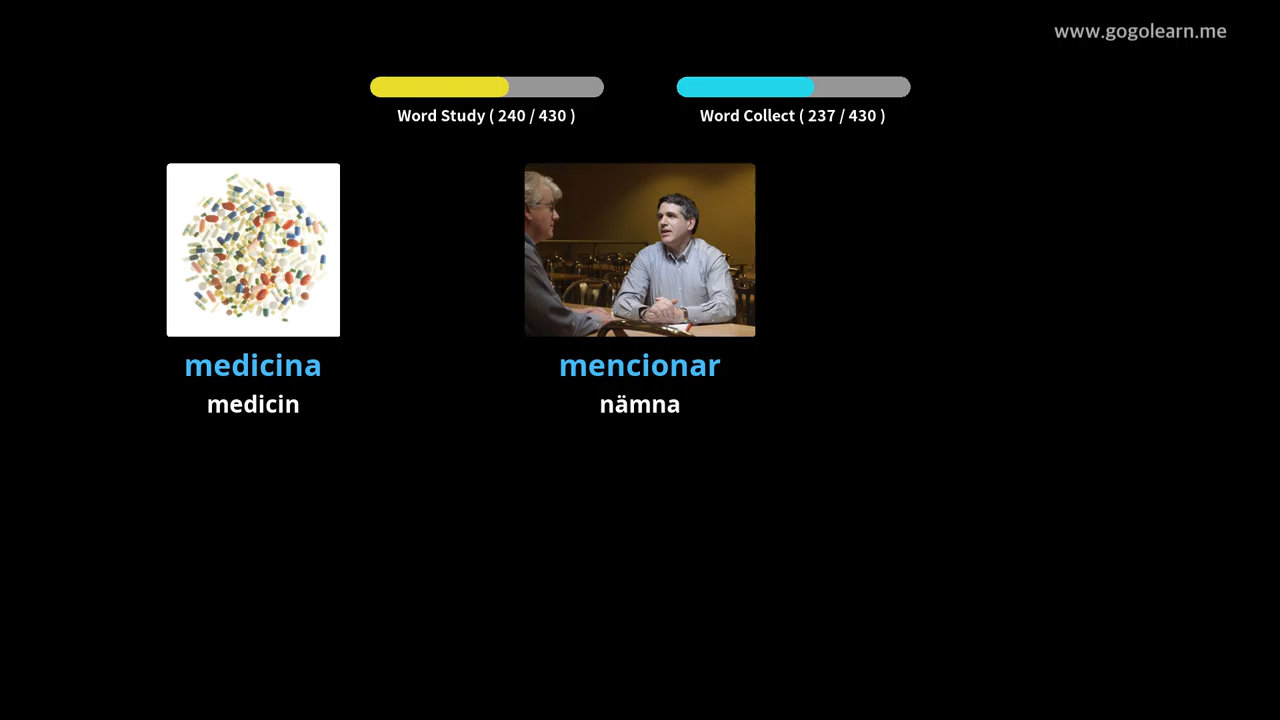 www.gogolearn.me
Word Study ( 240 / 430 )
Word Collect ( 237 / 430 )
medicina
medicin
mencionar
nämna